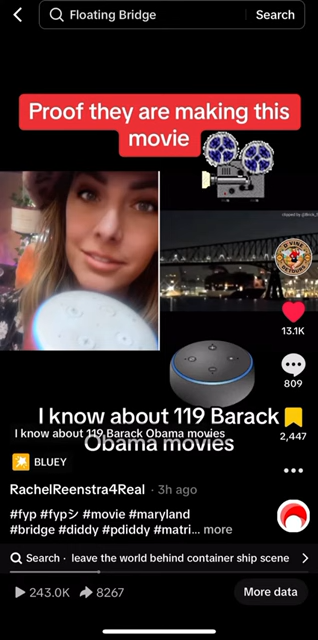 Floating Bridge
Search
Proof they are making this
movie
D'VINE
DETOURS
13.1K
809
I know about 119 Barack
Obama movies
I know about 119 Barack Obama movies
2,447
BLUEY
RachelReenstra4Real · 3h ago
#fyp #fypシ #movie #maryland
#bridge #diddy #pdiddy #matri... more
Search · leave the world behind container ship scene
243.0K
8267
More data